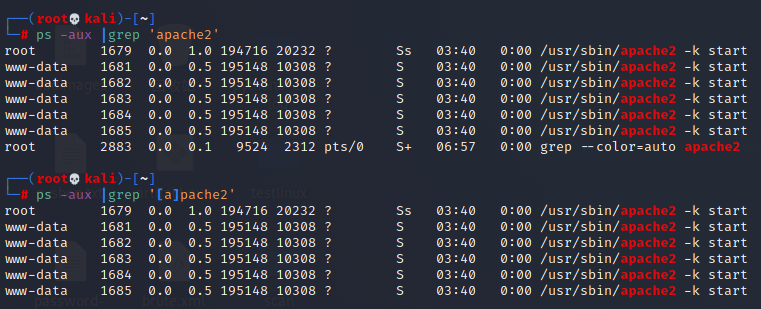 ┌──(root💀kali)-[~]
└─# ps -aux |grep 'apache2'
root 1679 0.0 1.0 194716 20232 ? Ss 03:40 0:00 /usr/sbin/apache2 -k start
www-data 1681 0.0 0.5 195148 10308 ? S 03:40 0:00 /usr/sbin/apache2 -k start
www-data 1682 0.0 0.5 195148 10308 ? S 03:40 0:00 /usr/sbin/apache2 -k start
www-data 1683 0.0 0.5 195148 10308 ? S 03:40 0:00 /usr/sbin/apache2 -k start
www-data 1684 0.0 0.5 195148 10308 ? S 03:40 0:00 /usr/sbin/apache2 -k start
www-data 1685 0.0 0.5 195148 10308 ? S 03:40 0:00 /usr/sbin/apache2 -k start
root 2883 0.0 0.1 9524 2312 pts/0 S+ 06:57 0:00 grep --color=auto apache2
┌──(root💀kali)-[~]
└─# ps -aux |grep '[a]pache2'
testlinux
root 1679 0.0 1.0 194716 20232 ? Ss 03:40 0:00 /usr/sbin/apache2 -k start
www-data 1681 0.0 0.5 195148 10308 ? S 03:40 0:00 /usr/sbin/apache2 -k start
www-data 1682 0.0 0.5 195148 10308 ? S 03:40 0:00 /usr/sbin/apache2 -k start
www-data 1683 0.0 0.5 195148 10308 ? S 03:40 0:00 /usr/sbin/apache2 -k start
www-data 1684 0.0 0.5 195148 10308 ? S 03:40 0:00 /usr/sbin/apache2 -k start
www-data 1685 0.0 0.5 195148 10308 ? S 03:40 0:00 /usr/sbin/apache2 -k start
password- brute.xml scan